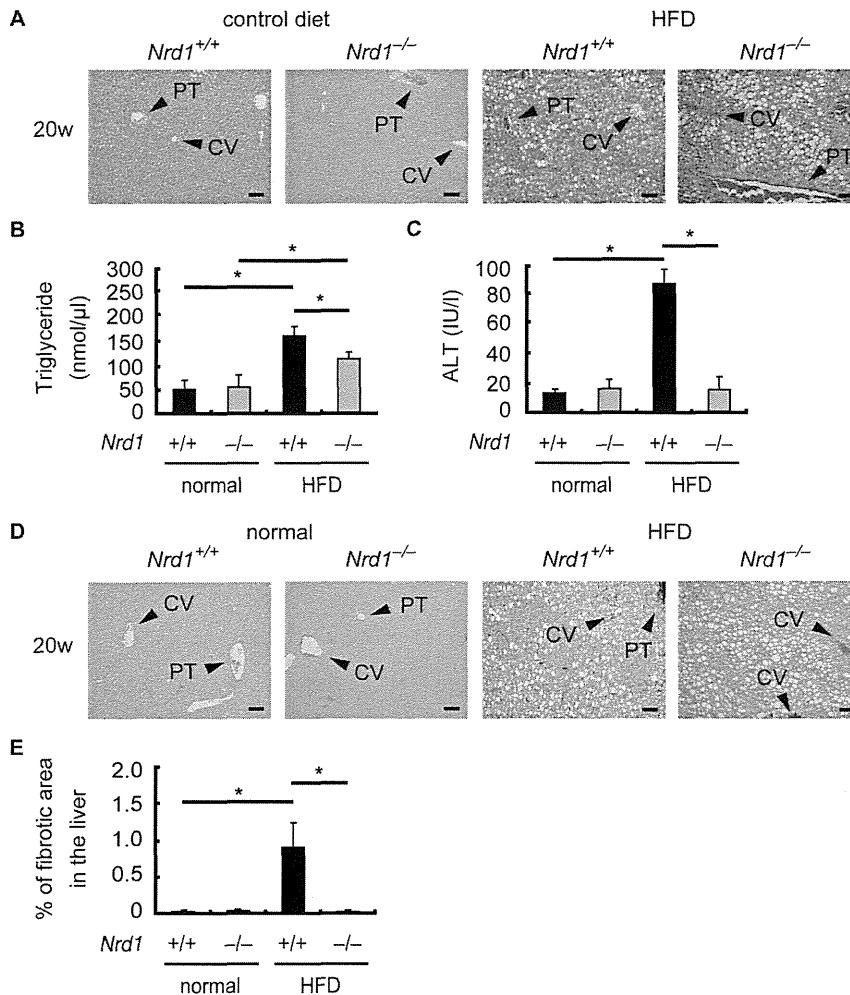 A
control diet
HFD
Nrd1+/+
Nrd1−/−
Nrd1+/+
Nrd1−/−
20w
PT
CV
PT
CV
PT
CV
CV
PT
B
Triglyceride
(nmol/μl)
300
250
200
150
100
50
0
*
*
*
Nrd1
+/+
−/−
+/+
−/−
normal
HFD
C
ALT (IU/l)
100
80
60
40
20
0
*
*
+/+
−/−
+/+
−/−
normal
HFD
D
normal
HFD
Nrd1+/+
Nrd1−/−
Nrd1+/+
Nrd1−/−
20w
CV
PT
PT
CV
CV
PT
CV
CV
E
% of fibrotic area
in the liver
2.0
1.5
1.0
0.5
0
*
*
Nrd1
+/+
−/−
+/+
−/−
normal
HFD